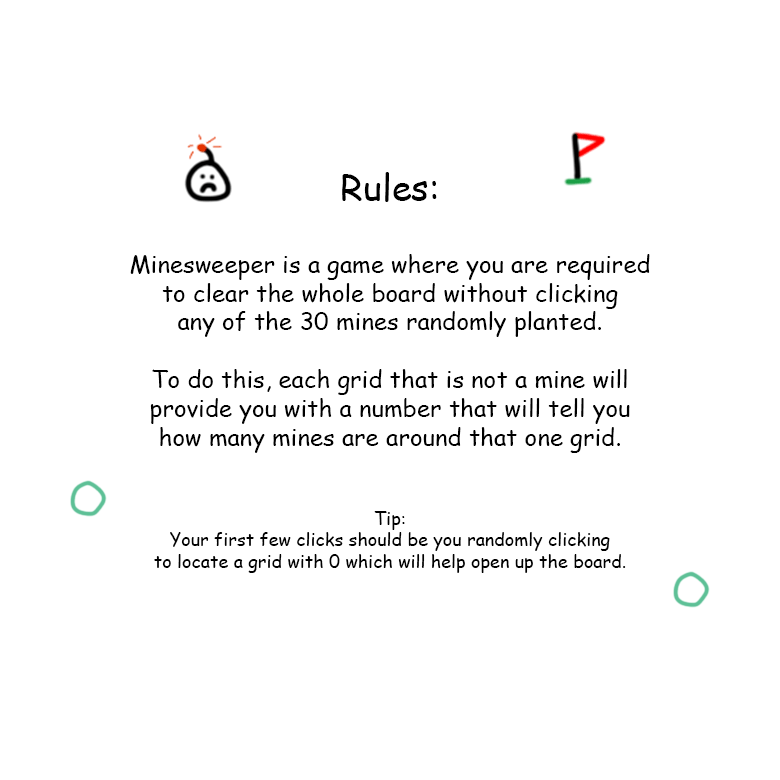 Rules:
Minesweeper is a game where you are required
to clear the whole board without clicking
any of the 30 mines randomly planted.
To do this, each grid that is not a mine will
provide you with a number that will tell you
how many mines are around that one grid.
Tip:
Your first few clicks should be you randomly clicking
to locate a grid with 0 which will help open up the board.